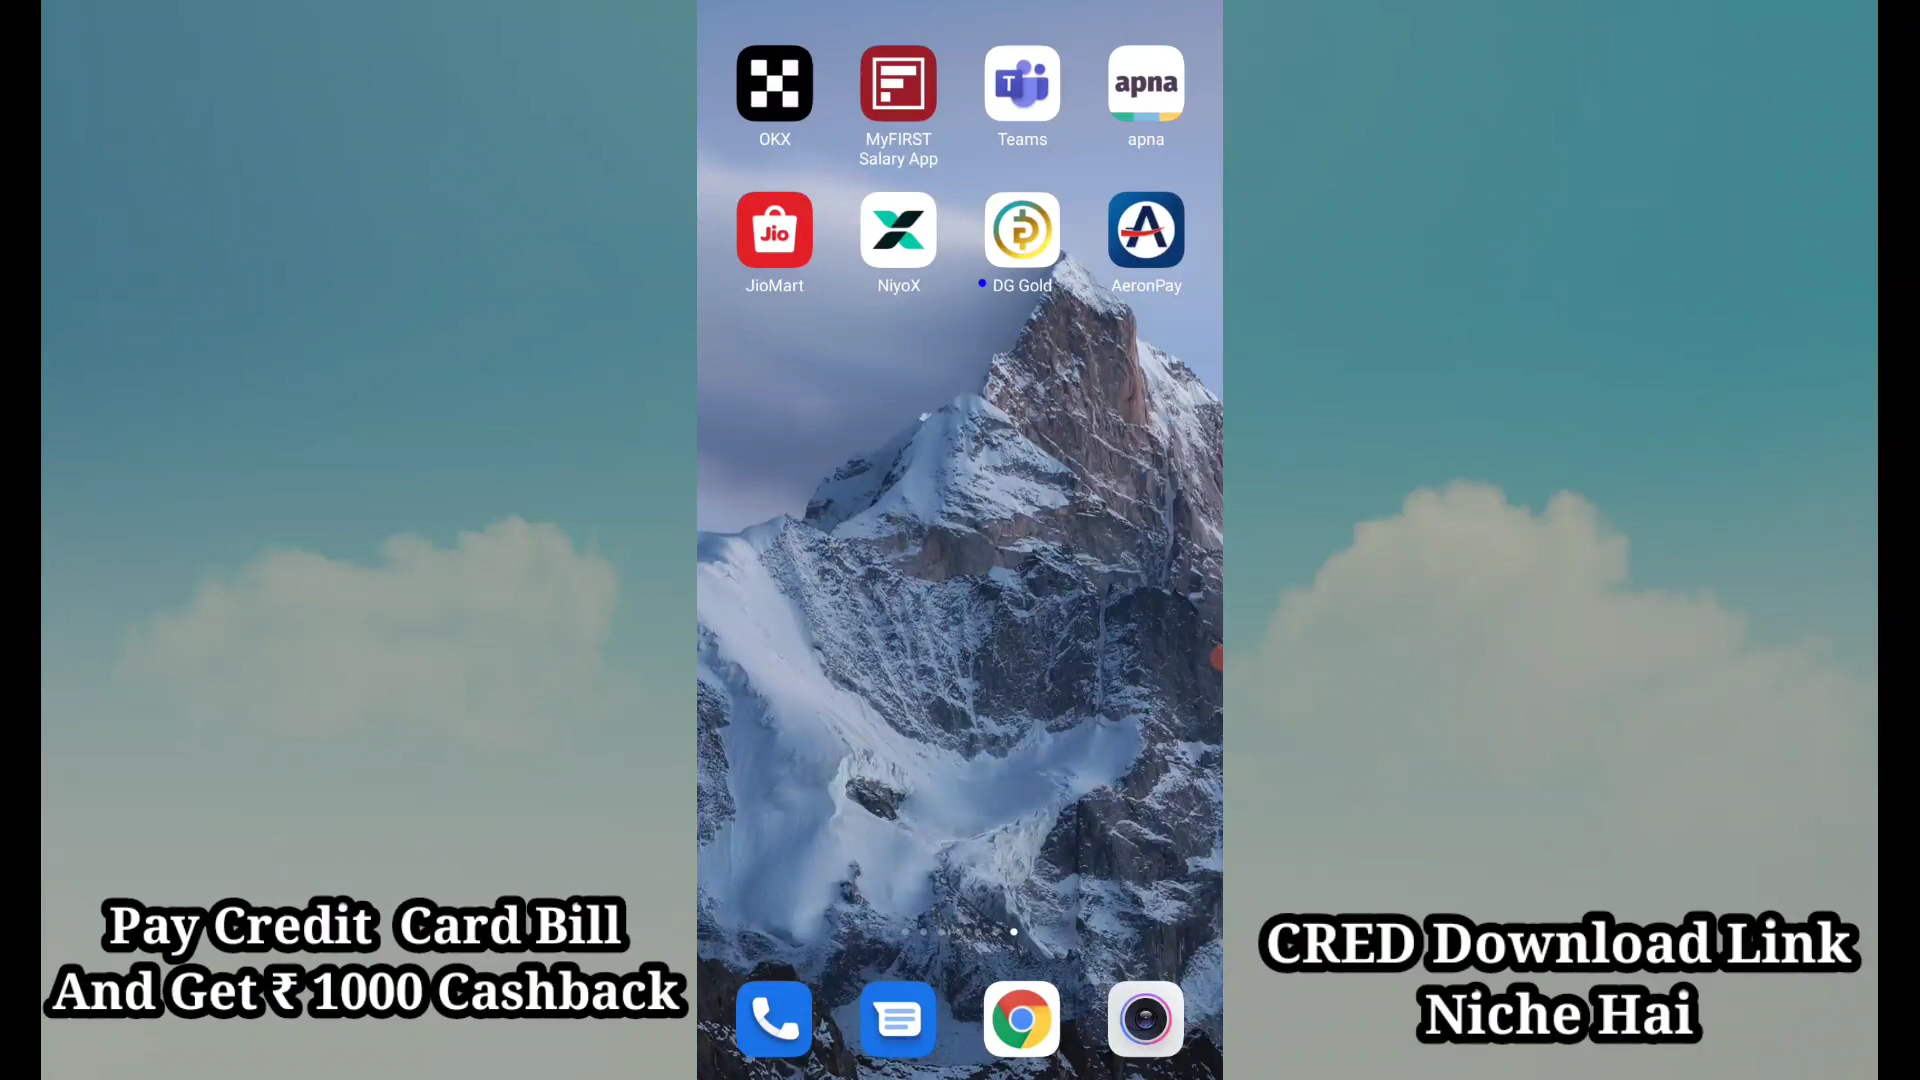 OKX
MyFIRST
Salary App
T
Teams
apna
apna
Jio
JioMart
NiyoX
DG Gold
AeronPay
Pay Credit Card Bill
And Get ₹ 1000 Cashback
CRED Download Link
Niche Hai